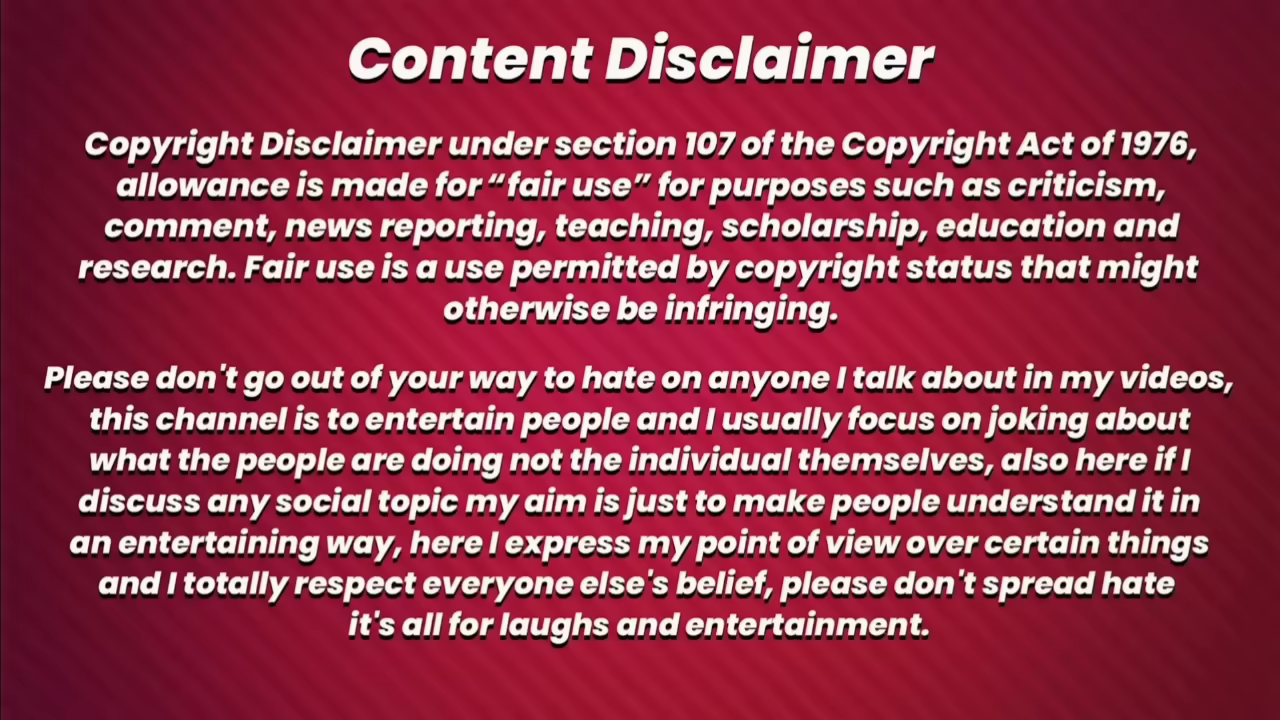 Content Disclaimer
Copyright Disclaimer under section 107 of the Copyright Act of 1976,
allowance is made for “fair use” for purposes such as criticism,
comment, news reporting, teaching, scholarship, education and
research. Fair use is a use permitted by copyright status that might
otherwise be infringing.
Please don't go out of your way to hate on anyone I talk about in my videos,
this channel is to entertain people and I usually focus on joking about
what the people are doing not the individual themselves, also here if I
discuss any social topic my aim is just to make people understand it in
an entertaining way, here I express my point of view over certain things
and I totally respect everyone else's belief, please don't spread hate
it's all for laughs and entertainment.